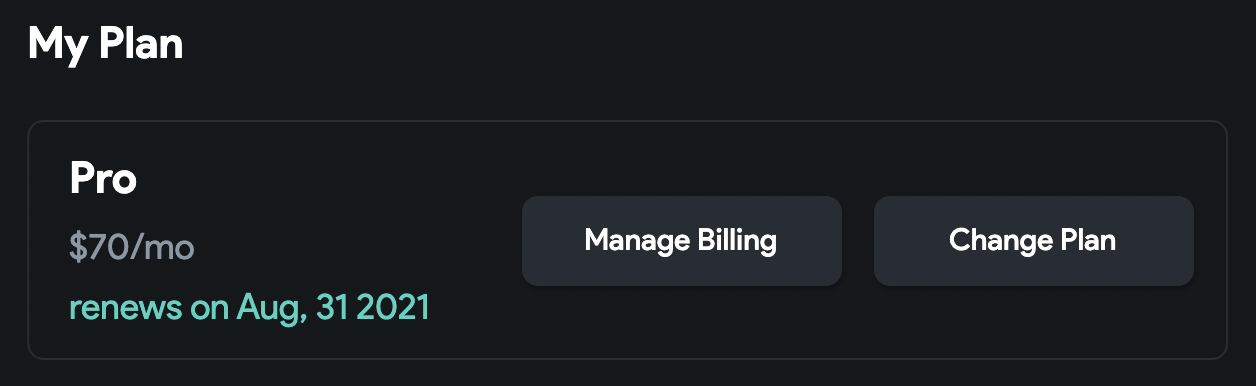 My Plan
Pro
$70/mo
renews on Aug, 31 2021
Manage Billing
Change Plan